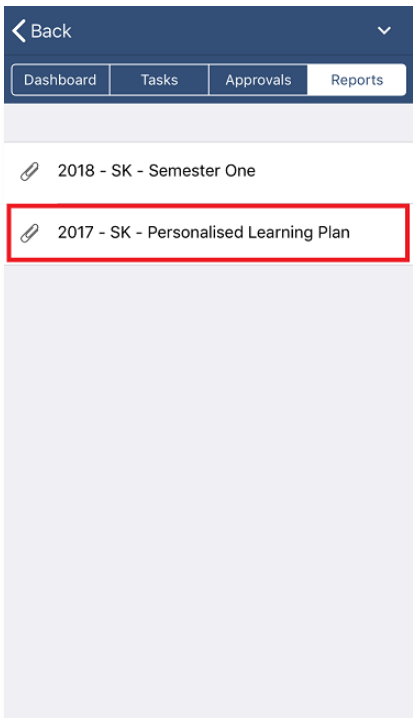 Back
Dashboard Tasks Approvals Reports
2018 - SK - Semester One
2017 - SK - Personalised Learning Plan